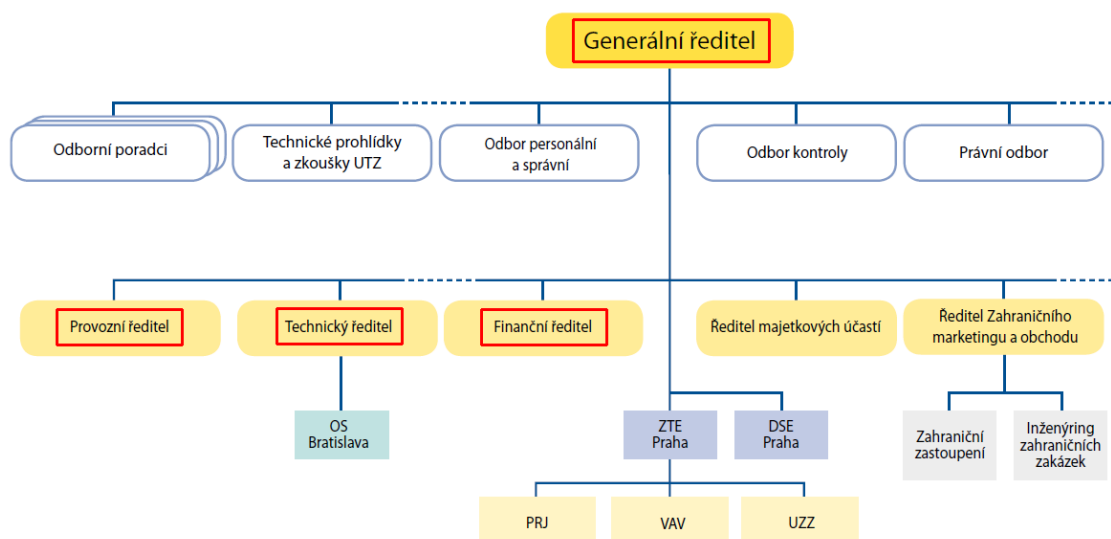 Generální ředitel
Odborní poradci
Technické prohlídky
a zkoušky UTZ
Odbor personální
a správní
Odbor kontroly
Právní odbor
Provozní ředitel
Technický ředitel
Finanční ředitel
Ředitel majetkových účastí
Ředitel Zahraničního
marketingu a obchodu
OS
Bratislava
ZTE
Praha
DSE
Praha
Zahraniční
zastoupení
Inženýring
zahraničních
zakázek
PRJ
VAV
UZZ